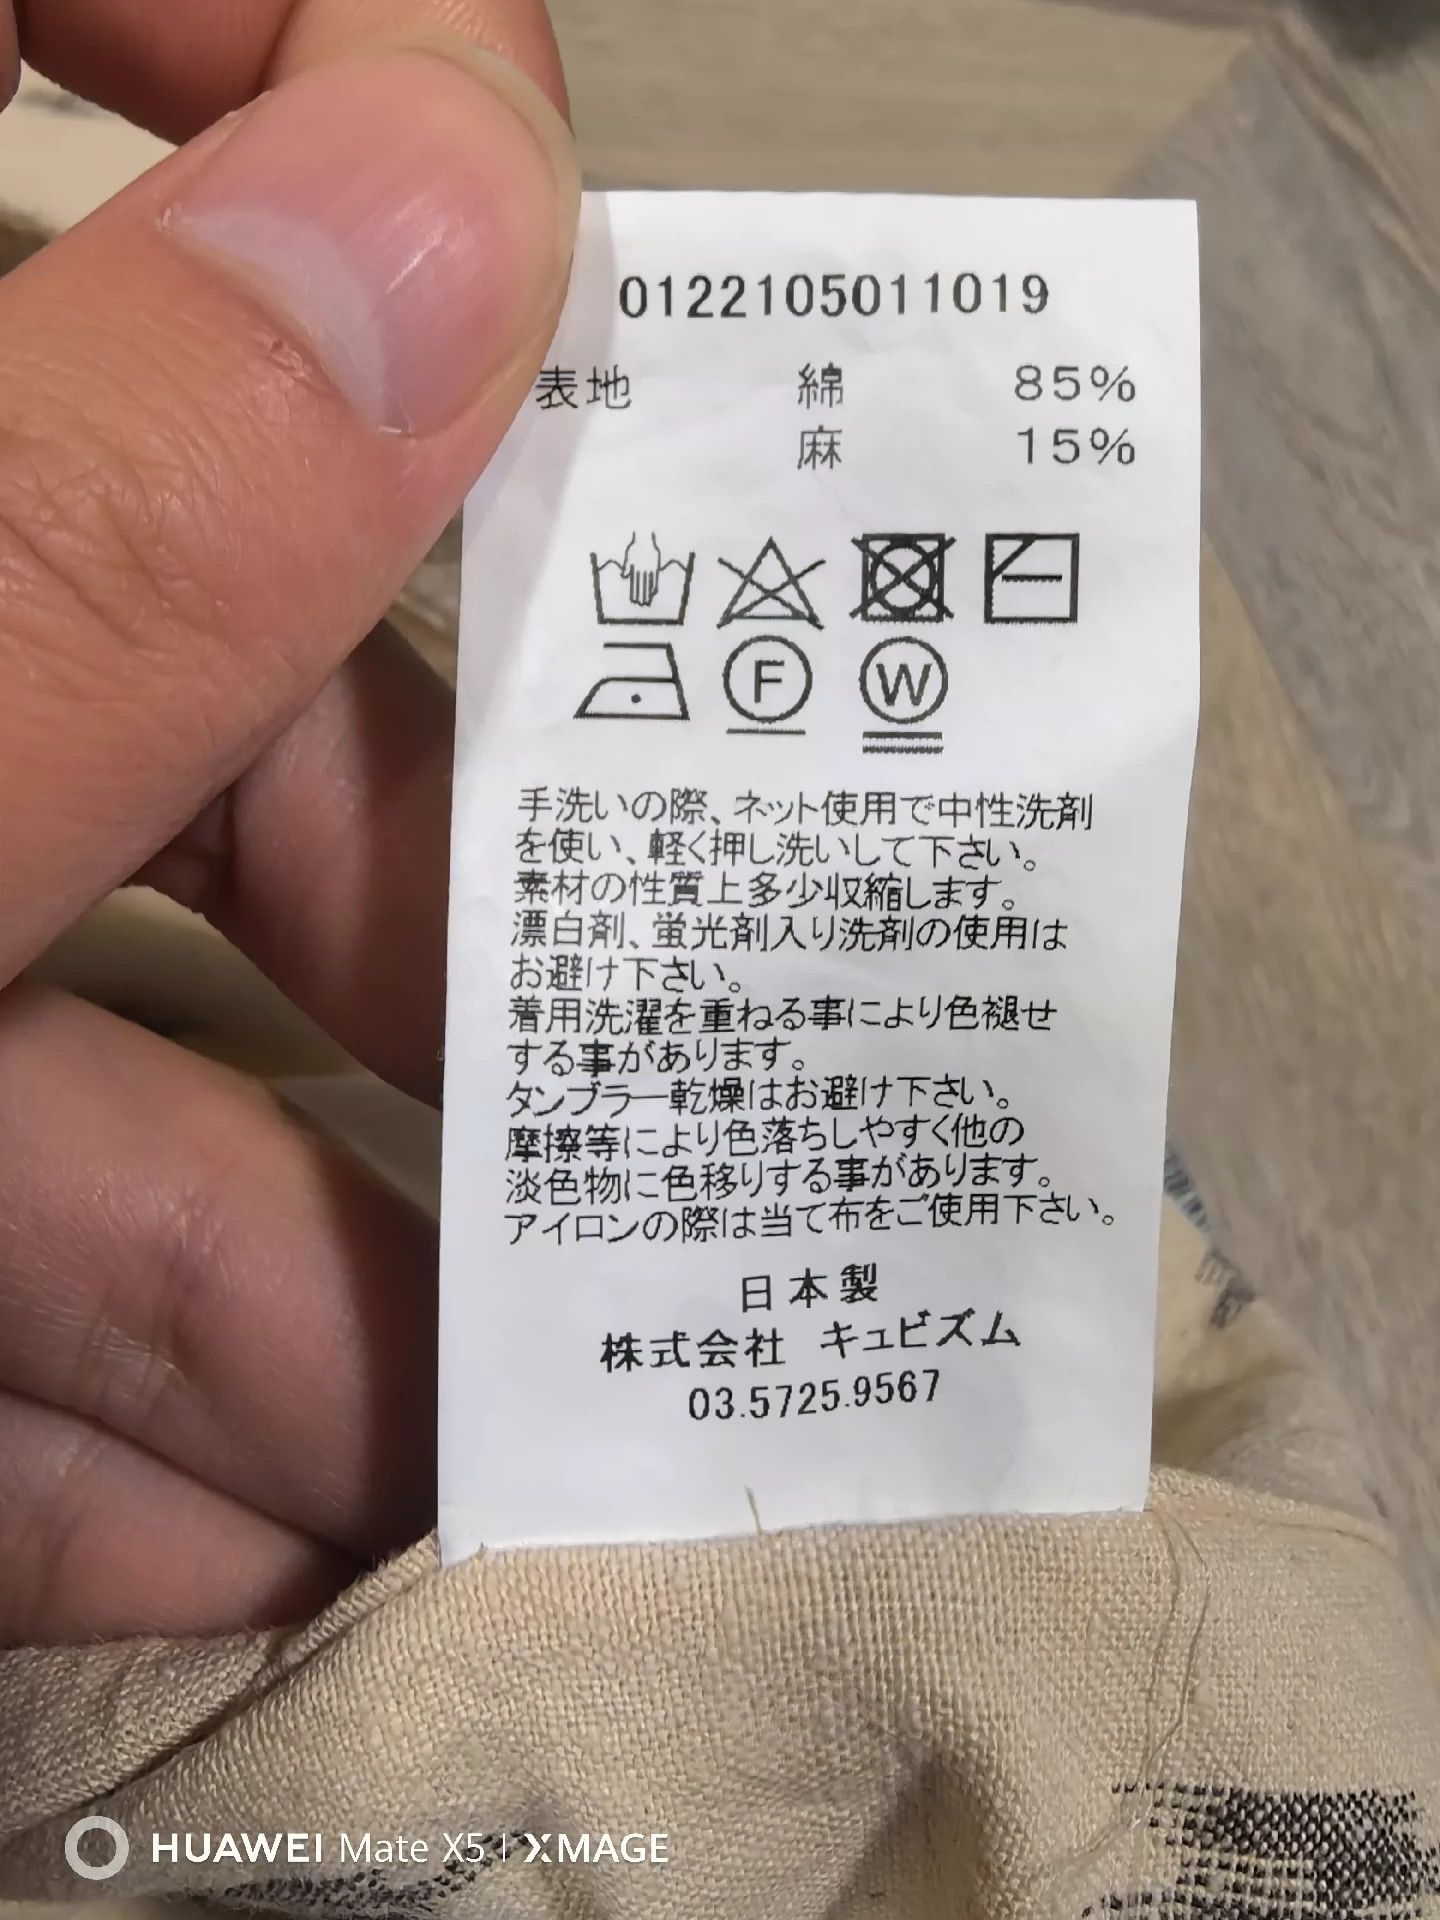 0122105011019
表地 綿 85%
麻 15%
F W
手洗いの際、ネット使用で中性洗剤
を使い、軽く押し洗いして下さい。
素材の性質上多少収縮します。
漂白剤、蛍光剤入り洗剤の使用は
お避け下さい。
着用洗濯を重ねる事により色褪せ
する事があります。
タンブラー乾燥はお避け下さい。
摩擦等により色落ちしやすく他の
淡色物に色移りする事があります。
アイロンの際は当て布をご使用下さい。
日本製
株式会社 キュビズム
03.5725.9567
HUAWEI Mate X5 | XMAGE